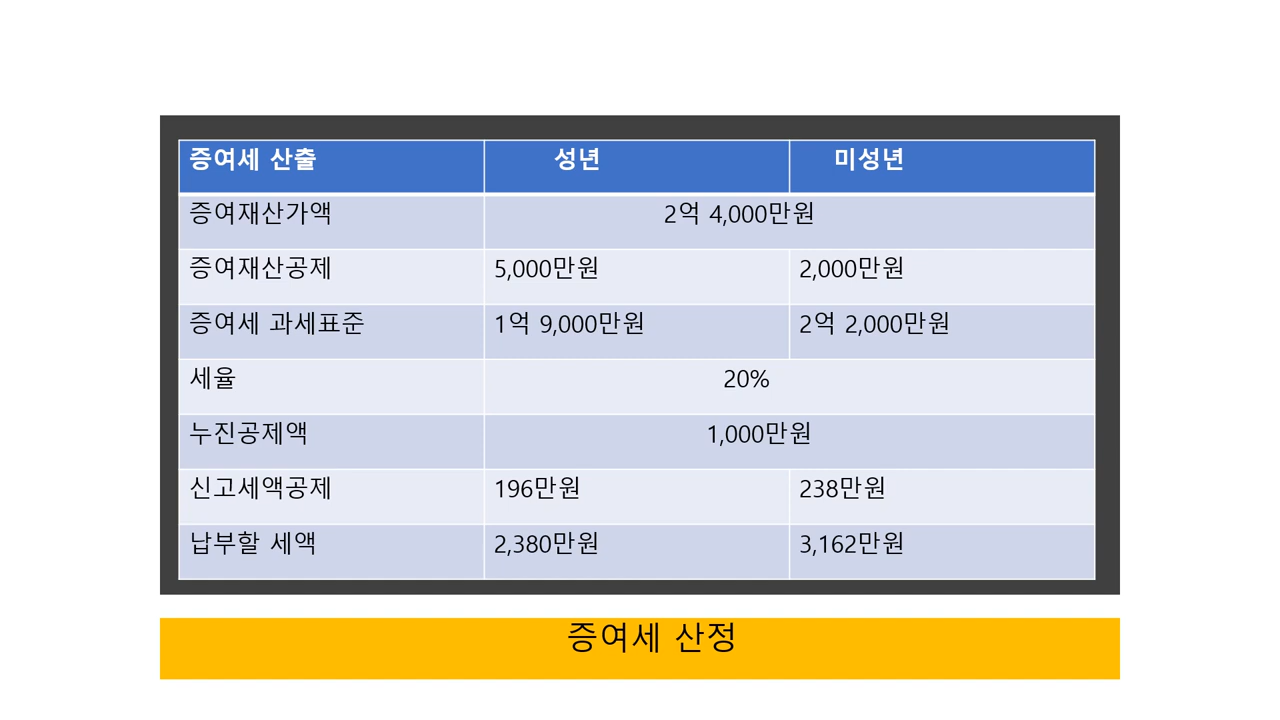 증여세 산출 성년 미성년
증여재산가액 2억 4,000만원
증여재산공제 5,000만원 2,000만원
증여세 과세표준 1억 9,000만원 2억 2,000만원
세율 20%
누진공제액 1,000만원
신고세액공제 196만원 238만원
납부할 세액 2,380만원 3,162만원
증여세 산정